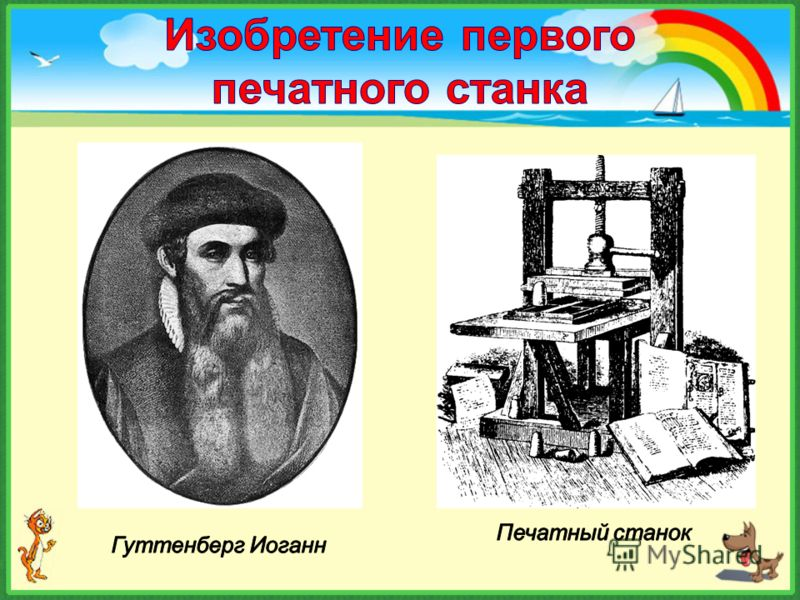 Изобретение первого
печатного станка
Гуттенберг Иоганн
Печатный станок
MyShared